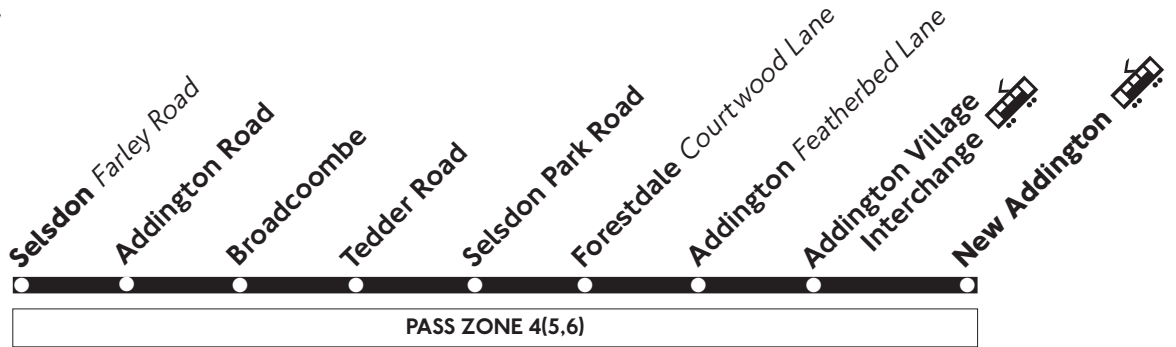 Selsdon Farley Road
Addington Road
Broadcoombe
Tedder Road
Selsdon Park Road
Forestdale Courtwood Lane
Addington Featherbed Lane
Addington Village
Interchange
New Addington
PASS ZONE 4(5,6)